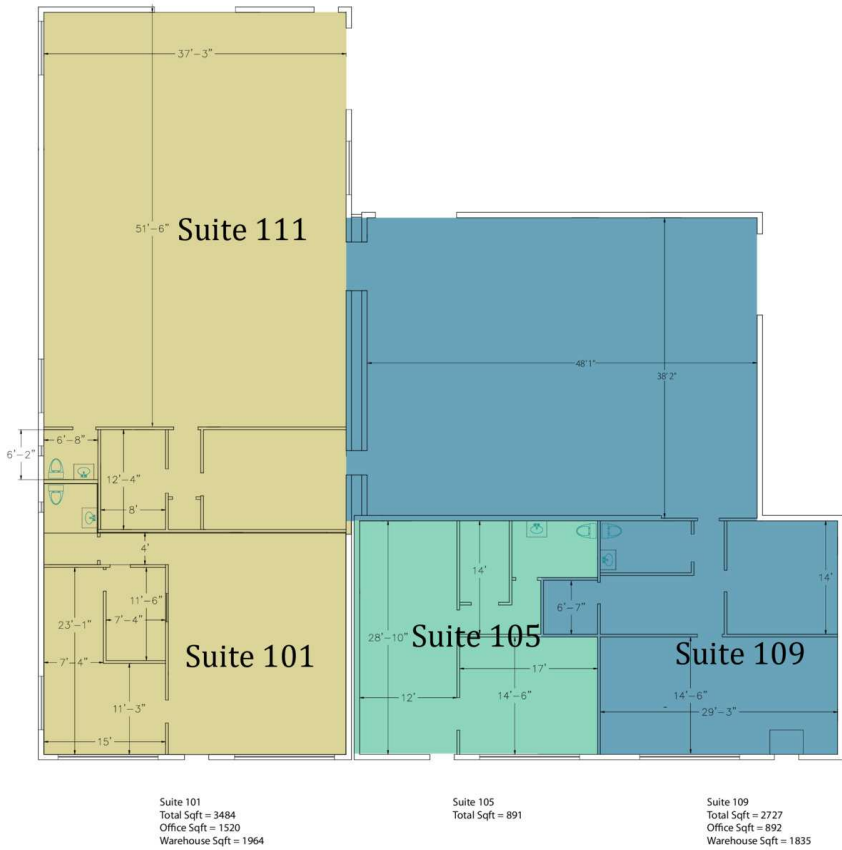 37'-3"
51'-6"
Suite 111
48'1"
38'2"
6'-8"
6'-2"
12'-4"
8'
4'
11'-6"
7'-4"
23'-1"
7'-4"
Suite 101
11'-3"
15'
14'
14'
6'-7"
28'-10"
Suite 105
Suite 109
17'
12'
14'-6"
14'-6"
29'-3"
Suite 101
Total Sqft = 3484
Office Sqft = 1520
Warehouse Sqft = 1964
Suite 105
Total Sqft = 891
Suite 109
Total Sqft = 2727
Office Sqft = 892
Warehouse Sqft = 1835